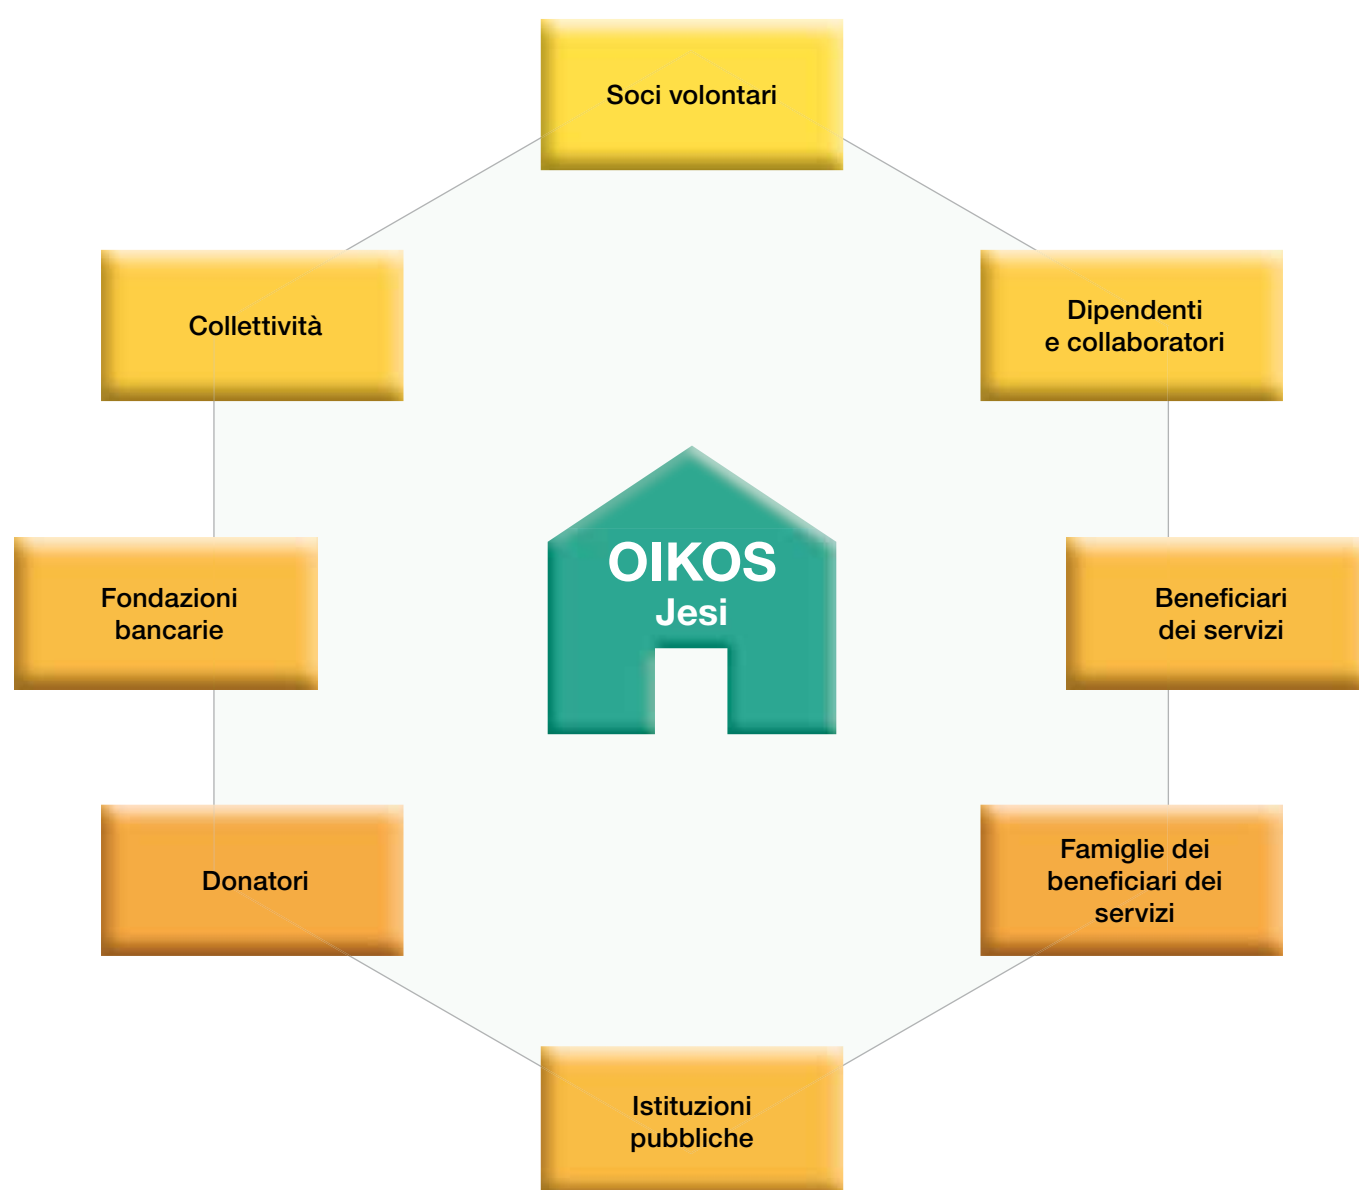 Soci volontari
Collettività
Dipendenti
e collaboratori
OIKOS
Jesi
Fondazioni
bancarie
Beneficiari
dei servizi
Donatori
Famiglie dei
beneficiari dei
servizi
Istituzioni
pubbliche